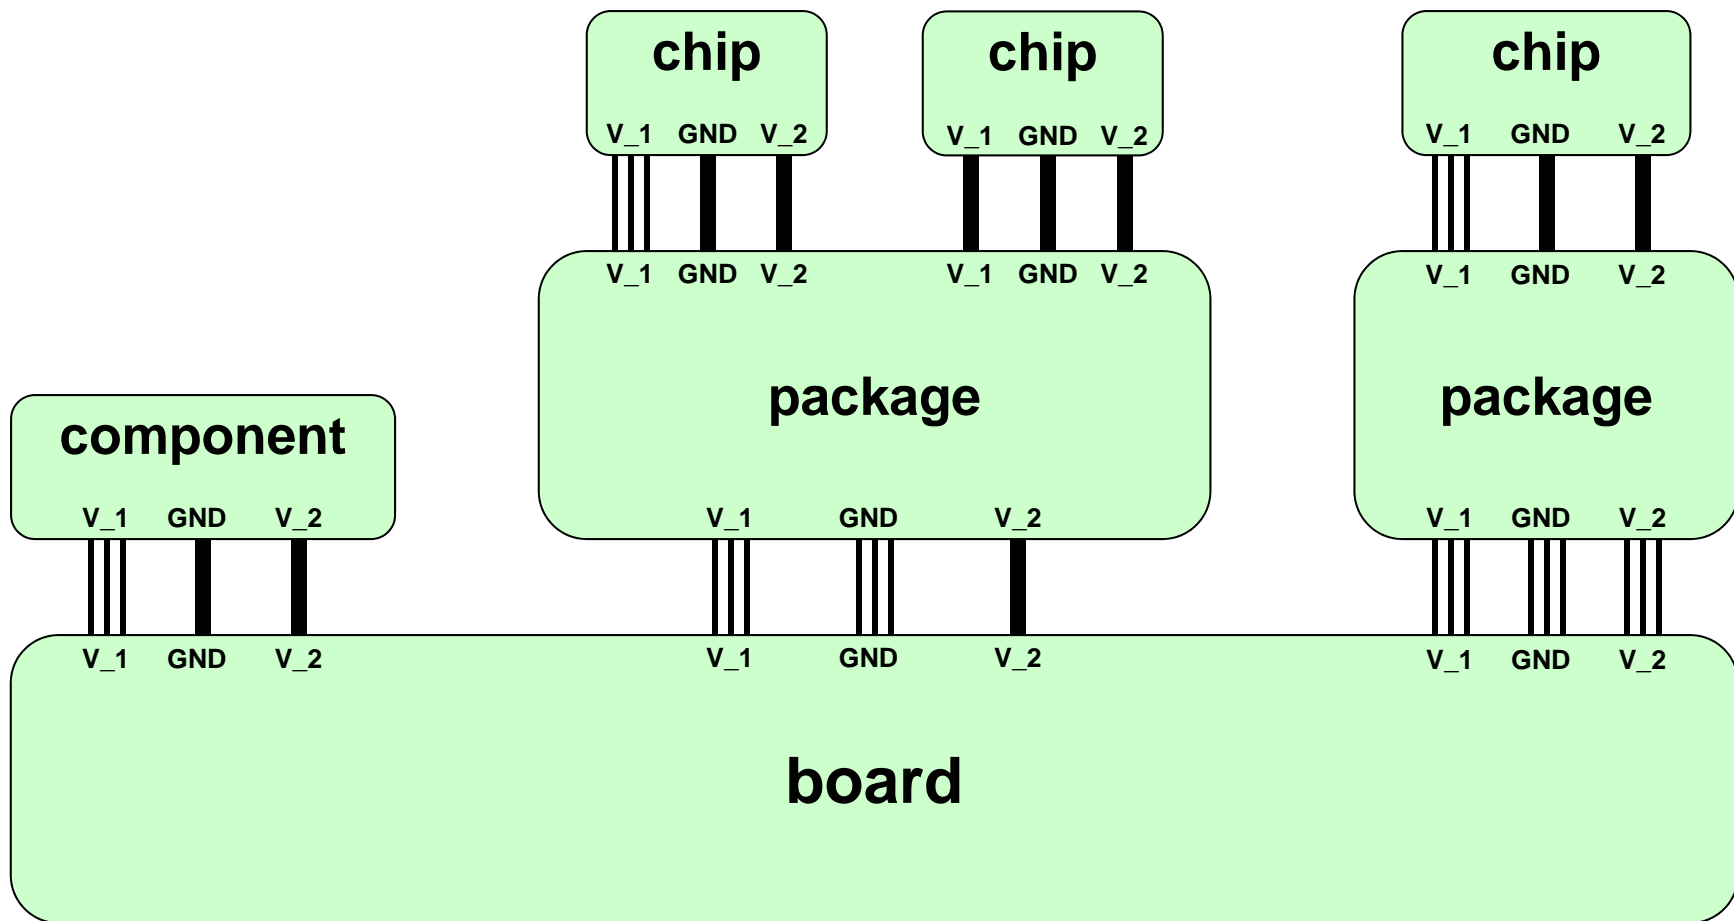 chip chip chip
V_1 GND V_2 V_1 GND V_2 V_1 GND V_2
V_1 GND V_2 V_1 GND V_2 V_1 GND V_2
package package
component
V_1 GND V_2 V_1 GND V_2 V_1 GND V_2
V_1 GND V_2 V_1 GND V_2 V_1 GND V_2
board